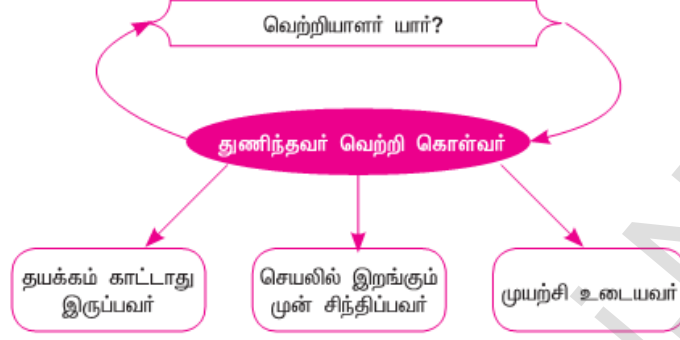 வெற்றியாளர் யார்?
துணிந்தவர் வெற்றி கொள்வர்
தயக்கம் காட்டாது
இருப்பவர்
செயலில் இறங்கும்
முன் சிந்திப்பவர்
முயற்சி உடையவர்